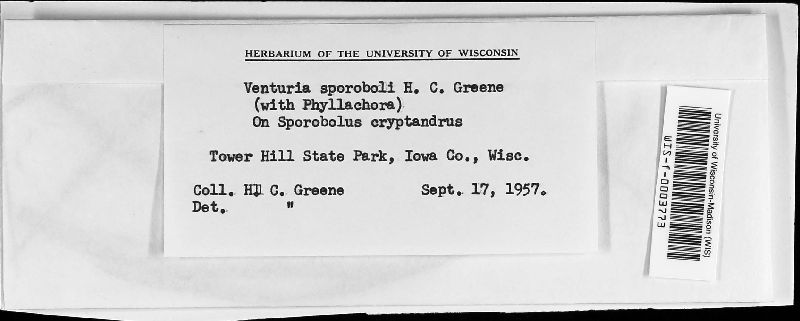 HERBARIUM OF THE UNIVERSITY OF WISCONSIN
Venturia sporoboli H. C. Greene
(with Phyllachora)
On Sporobolus cryptandrus
Tower Hill State Park, Iowa Co., Wisc.
Coll. H. C. Greene Sept. 17, 1957.
Det. "
University of Wisconsin-Madison (WIS)
WIS-f-0003773